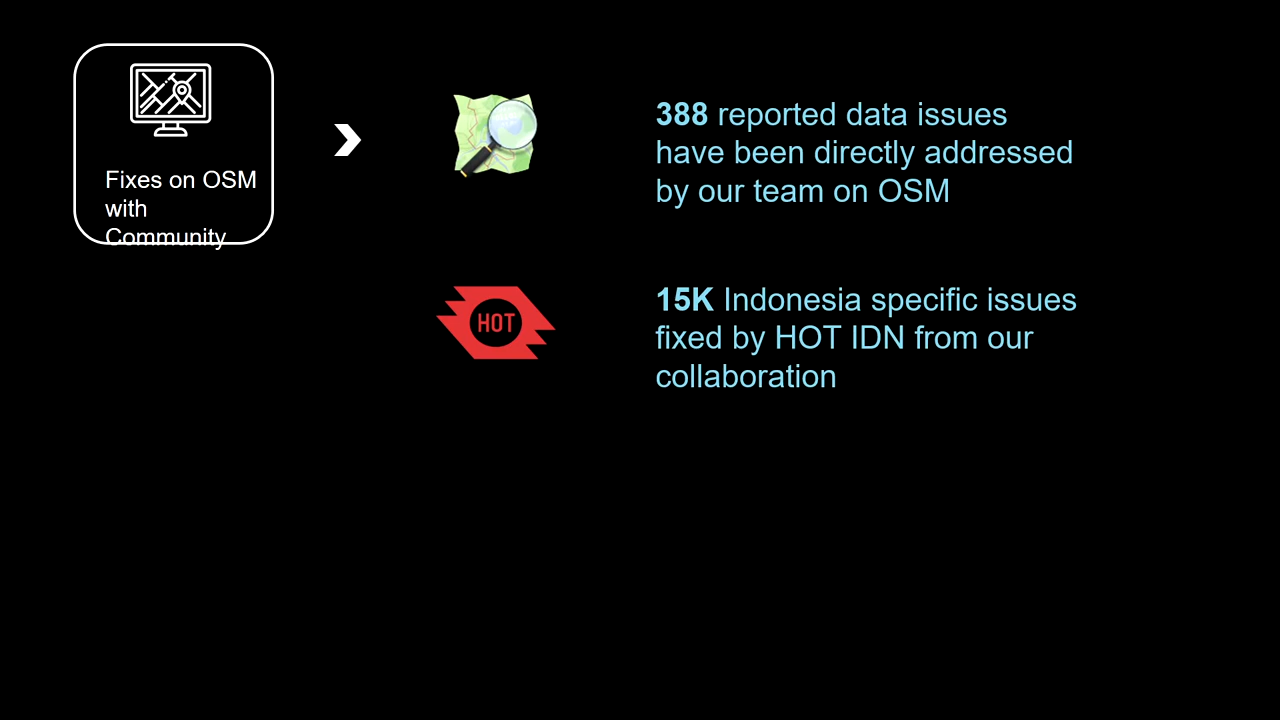 Fixes on OSM
with
Community
388 reported data issues
have been directly addressed
by our team on OSM
HOT
15K Indonesia specific issues
fixed by HOT IDN from our
collaboration